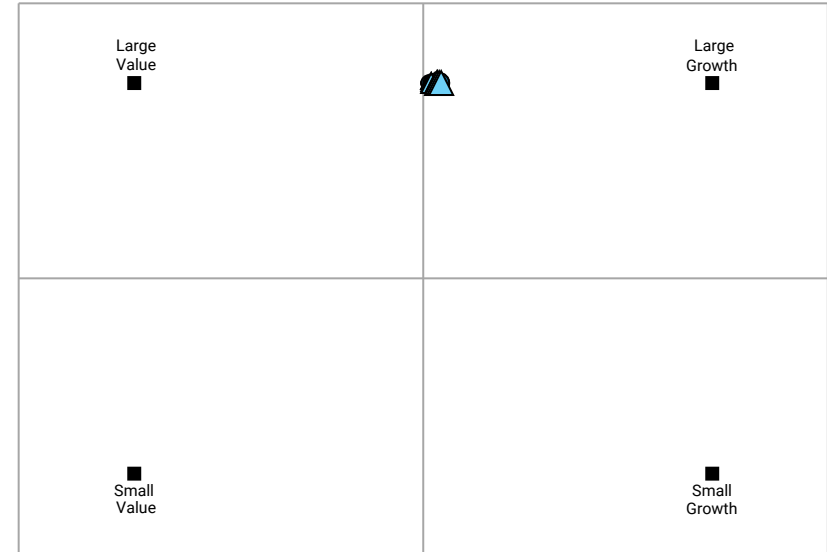 Large
Value
Large
Growth
Small
Value
Small
Growth